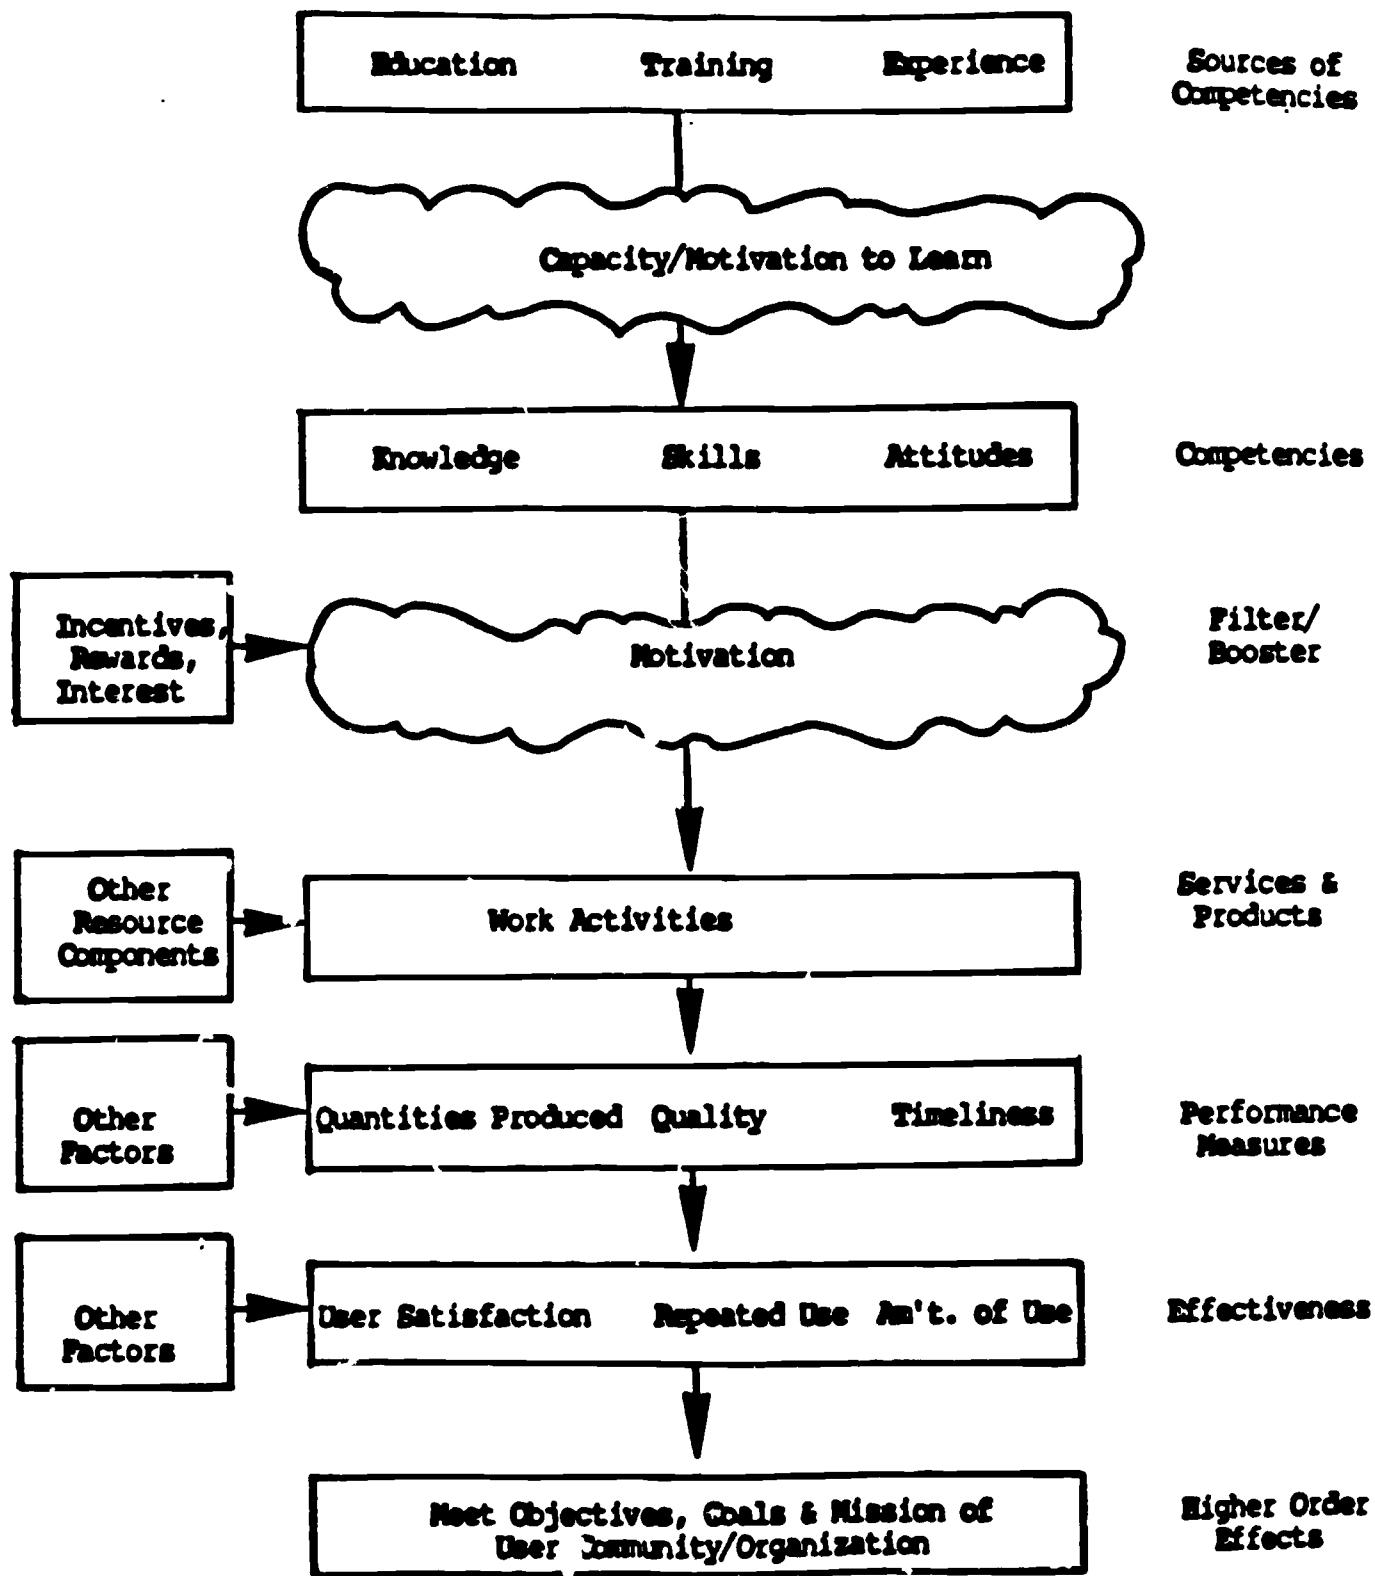 Education Training Experience
Sources of
Competencies
Capacity/Motivation to Learn
Knowledge Skills Attitudes
Competencies
Incentives,
Rewards,
Interest
Motivation
Filter/
Booster
Other
Resource
Components
Work Activities
Services &
Products
Other
Factors
Quantities Produced Quality Timeliness
Performance
Measures
Other
Factors
User Satisfaction Repeated Use Am't. of Use
Effectiveness
Meet Objectives, Goals & Mission of
User Community/Organization
Higher Order
Effects